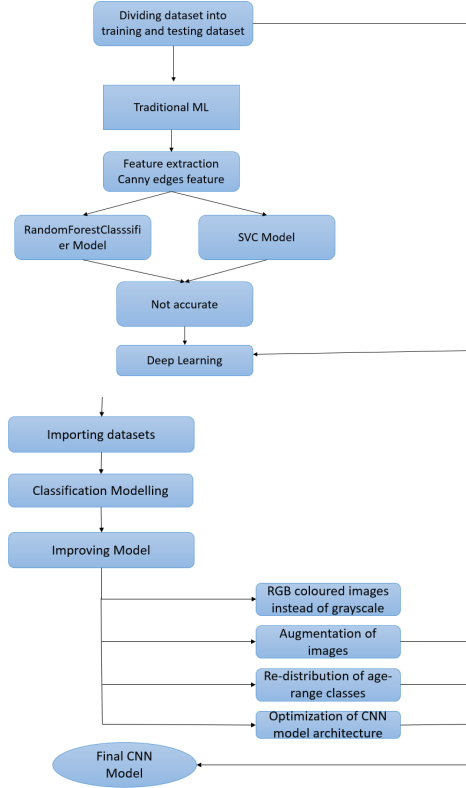 Dividing dataset into
training and testing dataset
Traditional ML
Feature extraction
Canny edges feature
RandomForestClasssifi
er Model
SVC Model
Not accurate
Deep Learning
Importing datasets
Classification Modelling
Improving Model
RGB coloured images
instead of grayscale
Augmentation of
images
Re-distribution of age-
range classes
Optimization of CNN
model architecture
Final CNN
Model